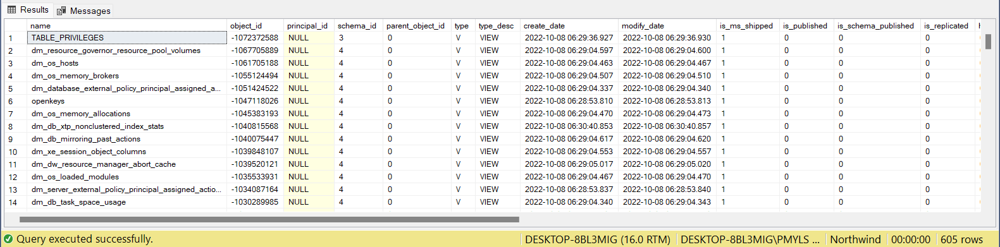 Results Messages
name object_id principal_id schema_id parent_object_id type type_desc create_date modify_date is_ms_shipped is_published is_schema_published is_replicated
1 TABLE_PRIVILEGES -1072372588 NULL 3 0 V VIEW 2022-10-08 06:29:36.927 2022-10-08 06:29:36.930 1 0 0 0
2 dm_resource_governor_resource_pool_volumes -1067705889 NULL 4 0 V VIEW 2022-10-08 06:29:04.597 2022-10-08 06:29:04.600 1 0 0 0
3 dm_os_hosts -1061705188 NULL 4 0 V VIEW 2022-10-08 06:29:04.463 2022-10-08 06:29:04.467 1 0 0 0
4 dm_os_memory_brokers -1055124494 NULL 4 0 V VIEW 2022-10-08 06:29:04.507 2022-10-08 06:29:04.510 1 0 0 0
5 dm_database_external_policy_principal_assigned_a... -1051424522 NULL 4 0 V VIEW 2022-10-08 06:29:04.337 2022-10-08 06:29:04.340 1 0 0 0
6 openkeys -1047118026 NULL 4 0 V VIEW 2022-10-08 06:28:53.810 2022-10-08 06:28:53.813 1 0 0 0
7 dm_os_memory_allocations -1045383193 NULL 4 0 V VIEW 2022-10-08 06:29:04.470 2022-10-08 06:29:04.473 1 0 0 0
8 dm_db_xtp_nonclustered_index_stats -1040815568 NULL 4 0 V VIEW 2022-10-08 06:30:40.853 2022-10-08 06:30:40.857 1 0 0 0
9 dm_db_mirroring_past_actions -1040075447 NULL 4 0 V VIEW 2022-10-08 06:29:04.617 2022-10-08 06:29:04.620 1 0 0 0
10 dm_xe_session_object_columns -1039848107 NULL 4 0 V VIEW 2022-10-08 06:29:04.553 2022-10-08 06:29:04.557 1 0 0 0
11 dm_dw_resource_manager_abort_cache -1039520121 NULL 4 0 V VIEW 2022-10-08 06:29:05.017 2022-10-08 06:29:05.020 1 0 0 0
12 dm_os_loaded_modules -1035533931 NULL 4 0 V VIEW 2022-10-08 06:29:04.467 2022-10-08 06:29:04.470 1 0 0 0
13 dm_server_external_policy_principal_assigned_actio... -1034087164 NULL 4 0 V VIEW 2022-10-08 06:28:53.837 2022-10-08 06:28:53.840 1 0 0 0
14 dm_db_task_space_usage -1030289985 NULL 4 0 V VIEW 2022-10-08 06:29:04.340 2022-10-08 06:29:04.343 1 0 0 0
Query executed successfully. DESKTOP-8BL3MIG (16.0 RTM) DESKTOP-8BL3MIG\PMYLS ... Northwind 00:00:00 605 rows